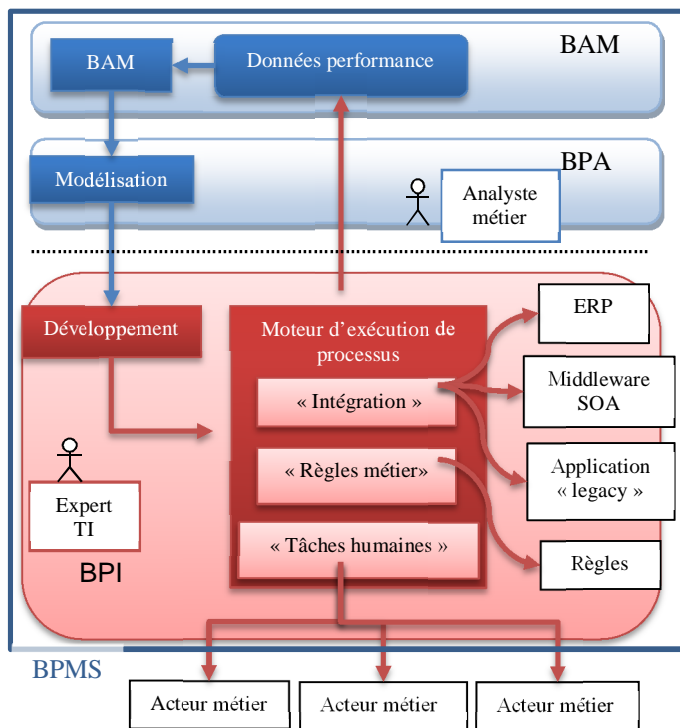 BAM
Données performance
BAM
BPA
Modélisation
Analyste
métier
Développement
Moteur d’exécution de
processus
ERP
« Intégration »
Middleware
SOA
« Règles métier»
Application
« legacy »
Expert
TI
« Tâches humaines »
Règles
BPI
BPMS
Acteur métier
Acteur métier
Acteur métier